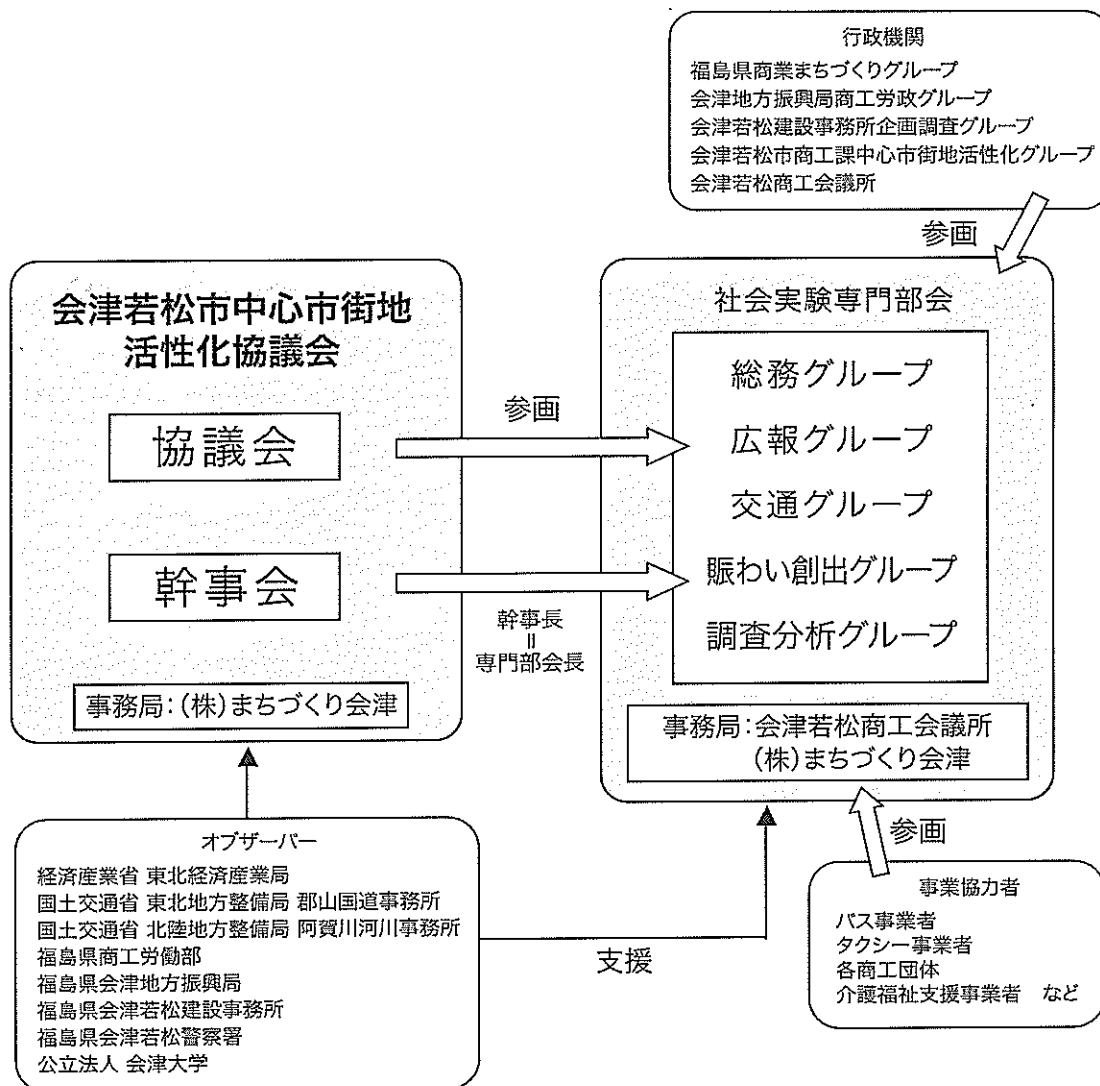 行政機関
福島県商業まちづくりグループ
会津地方振興局商工労政グループ
会津若松建設事務所企画調査グループ
会津若松市商工課中心市街地活性化グループ
会津若松商工会議所
参画
会津若松市中心市街地
活性化協議会
協議会
幹事会
事務局：(株)まちづくり会津
参画
幹事長
＝
専門部会長
社会実験専門部会
総務グループ
広報グループ
交通グループ
賑わい創出グループ
調査分析グループ
事務局：会津若松商工会議所
(株)まちづくり会津
オブザーバー
経済産業省 東北経済産業局
国土交通省 東北地方整備局 郡山国道事務所
国土交通省 北陸地方整備局 阿賀川河川事務所
福島県商工労働部
福島県会津地方振興局
福島県会津若松建設事務所
福島県会津若松警察署
公立法人 会津大学
支援
参画
事業協力者
バス事業者
タクシー事業者
各商工団体
介護福祉支援事業者 など